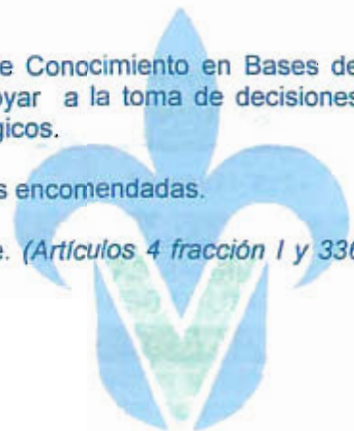 e Conocimiento en Bases de
oyar a la toma de decisiones
gicos.
s encomendadas.
e. (Artículos 4 fracción I y 336